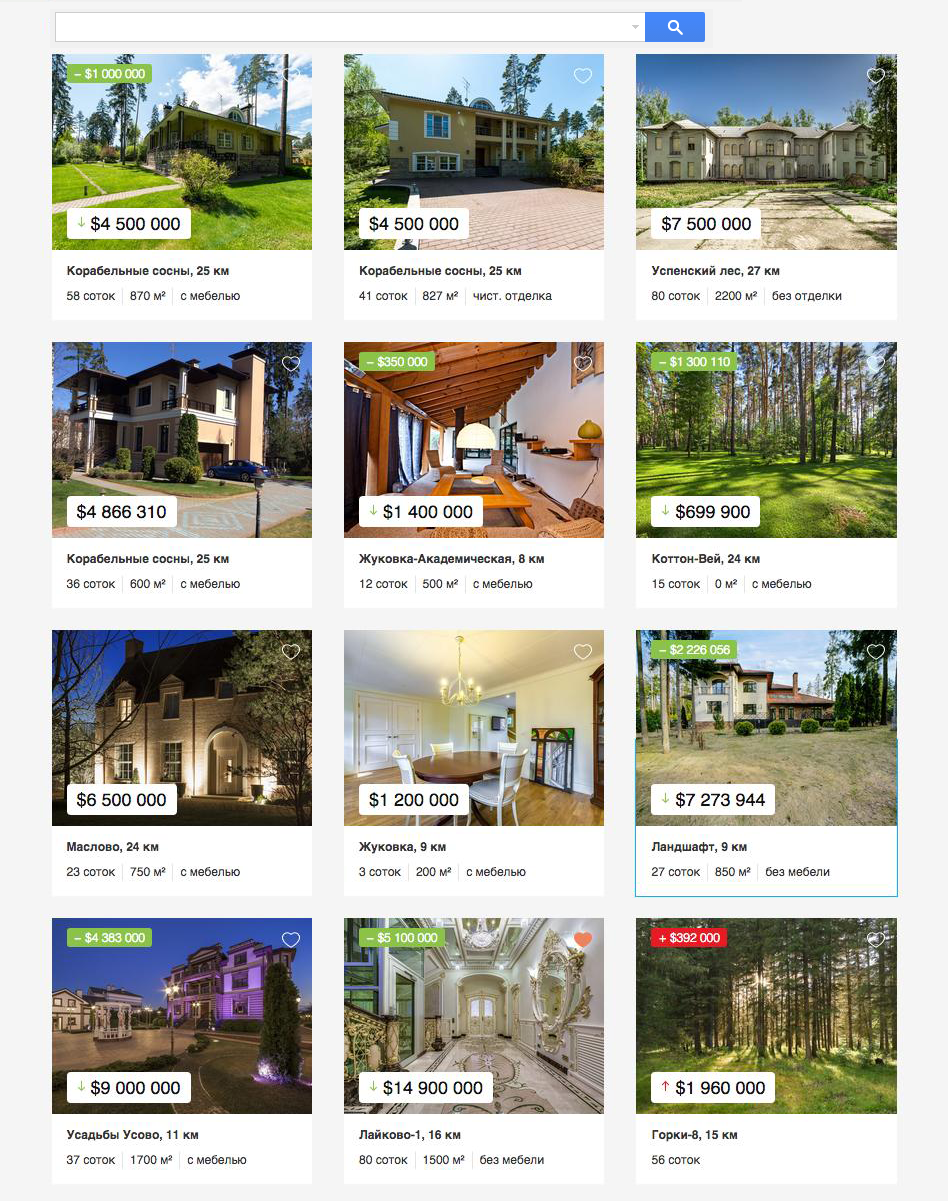 – $1 000 000
↓ $4 500 000
Корабельные сосны, 25 км
58 соток 870 м² с мебелью
$4 500 000
Корабельные сосны, 25 км
41 соток 827 м² чист. отделка
$7 500 000
Успенский лес, 27 км
80 соток 2200 м² без отделки
$4 866 310
Корабельные сосны, 25 км
36 соток 600 м² с мебелью
– $350 000
↓ $1 400 000
Жуковка-Академическая, 8 км
12 соток 500 м² с мебелью
– $1 300 110
↓ $699 900
Коттон-Вей, 24 км
15 соток 0 м² с мебелью
$6 500 000
Маслово, 24 км
23 соток 750 м² с мебелью
$1 200 000
Жуковка, 9 км
3 соток 200 м² с мебелью
– $2 226 056
↓ $7 273 944
Ландшафт, 9 км
27 соток 850 м² без мебели
– $4 383 000
↓ $9 000 000
Усадьбы Усово, 11 км
37 соток 1700 м² с мебелью
– $5 100 000
↓ $14 900 000
Лайково-1, 16 км
80 соток 1500 м² без мебели
+ $392 000
↑ $1 960 000
Горки-8, 15 км
56 соток